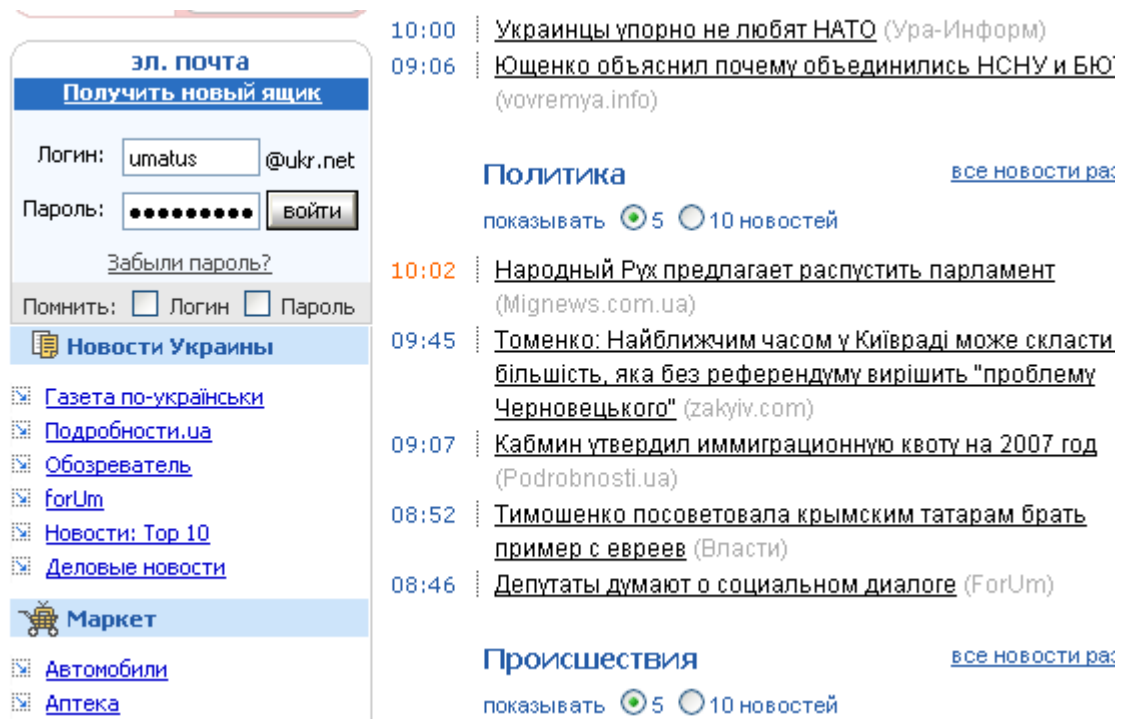 эл. почта
Получить новый ящик
Логин: umatus @ukr.net
Пароль: ●●●●●●●●● войти
Забыли пароль?
Помнить: Логин Пароль
Новости Украины
Газета по-українськи
Подробности.ua
Обозреватель
forUm
Новости: Top 10
Деловые новости
Маркет
Автомобили
Аптека
10:00 Украинцы упорно не любят НАТО (Ура-Информ)
09:06 Ющенко объяснил почему объединились НСНУ и БЮТ
(vovremya.info)
Политика все новости раз
показывать 5 10 новостей
10:02 Народный Рух предлагает распустить парламент
(Mignews.com.ua)
09:45 Томенко: Найближчим часом у Київраді може скласти
більшість, яка без референдуму вирішить "проблему
Черновецького" (zakyiv.com)
09:07 Кабмин утвердил иммиграционную квоту на 2007 год
(Podrobnosti.ua)
08:52 Тимошенко посоветовала крымским татарам брать
пример с евреев (Власти)
08:46 Депутаты думают о социальном диалоге (ForUm)
Происшествия все новости раз
показывать 5 10 новостей